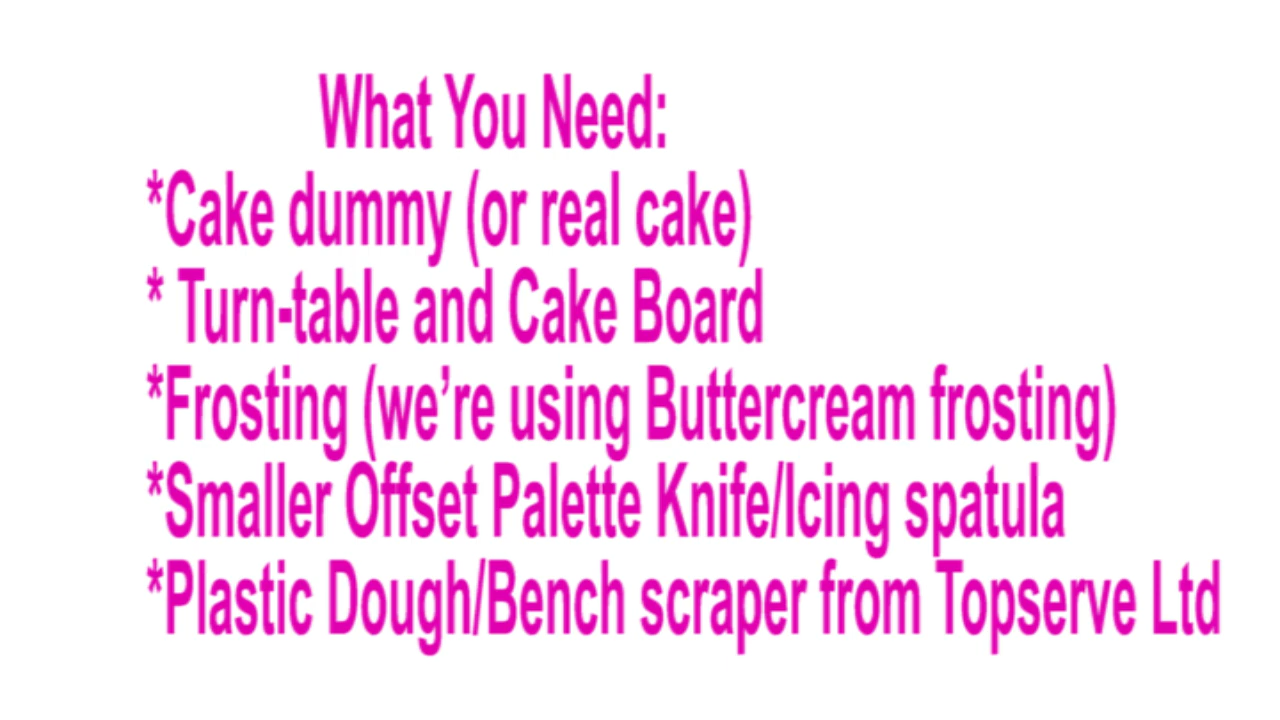 What You Need:
*Cake dummy (or real cake)
* Turn-table and Cake Board
*Frosting (we’re using Buttercream frosting)
*Smaller Offset Palette Knife/Icing spatula
*Plastic Dough/Bench scraper from Topserve Ltd